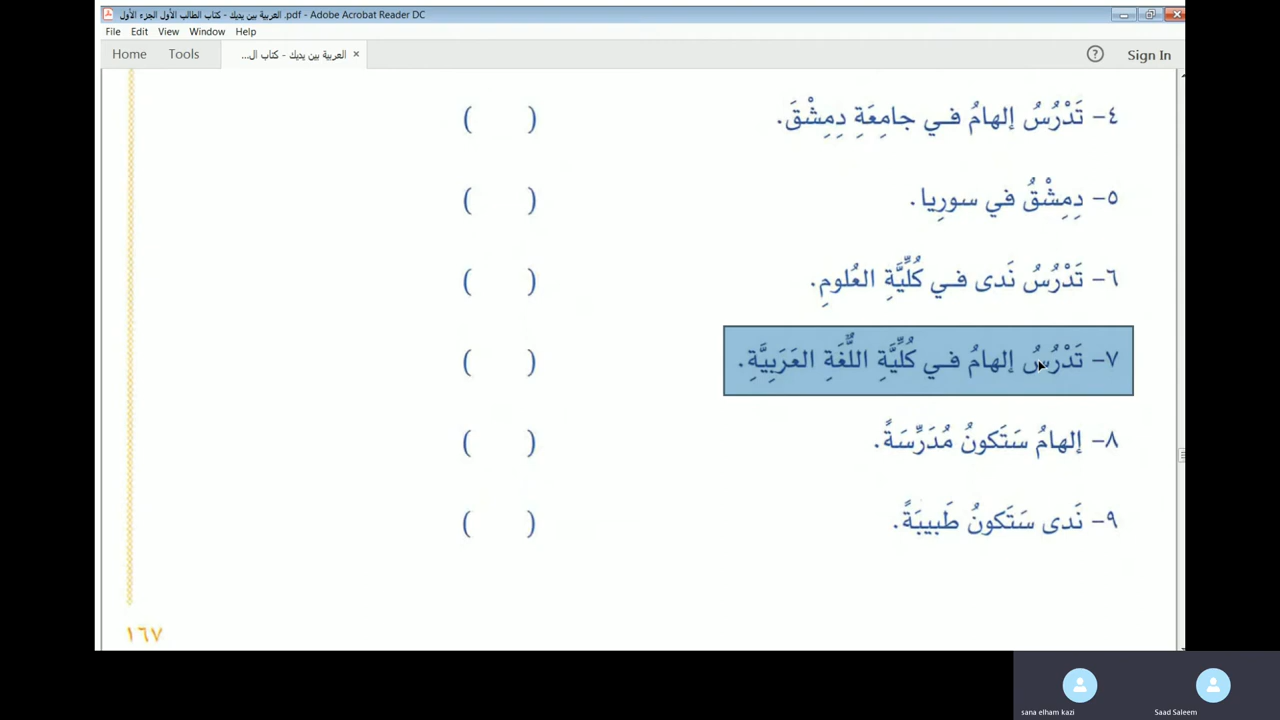 العربية بين يديك - كتاب الطالب الأول الجزء الأول .pdf - Adobe Acrobat Reader DC
File Edit View Window Help
Home Tools العربية بين يديك - كتاب ال... × ? Sign In
٤- تَدْرُسُ إلهامُ فـي جامِعَةِ دِمِشْقَ. ( )
٥- دِمِشْقُ في سورِيا. ( )
٦- تَدْرُسُ نَدى فـي كُلِّيَّةِ العُلومِ. ( )
٧- تَدْرُسُ إلهامُ فـي كُلِّيَّةِ اللُّغَةِ العَرَبِيَّةِ. ( )
٨- إلهامُ سَتَكونُ مُدَرِّسَةً. ( )
٩- نَدى سَتَكونُ طَبيبَةً. ( )
١٦٧
sana elham kazi Saad Saleem